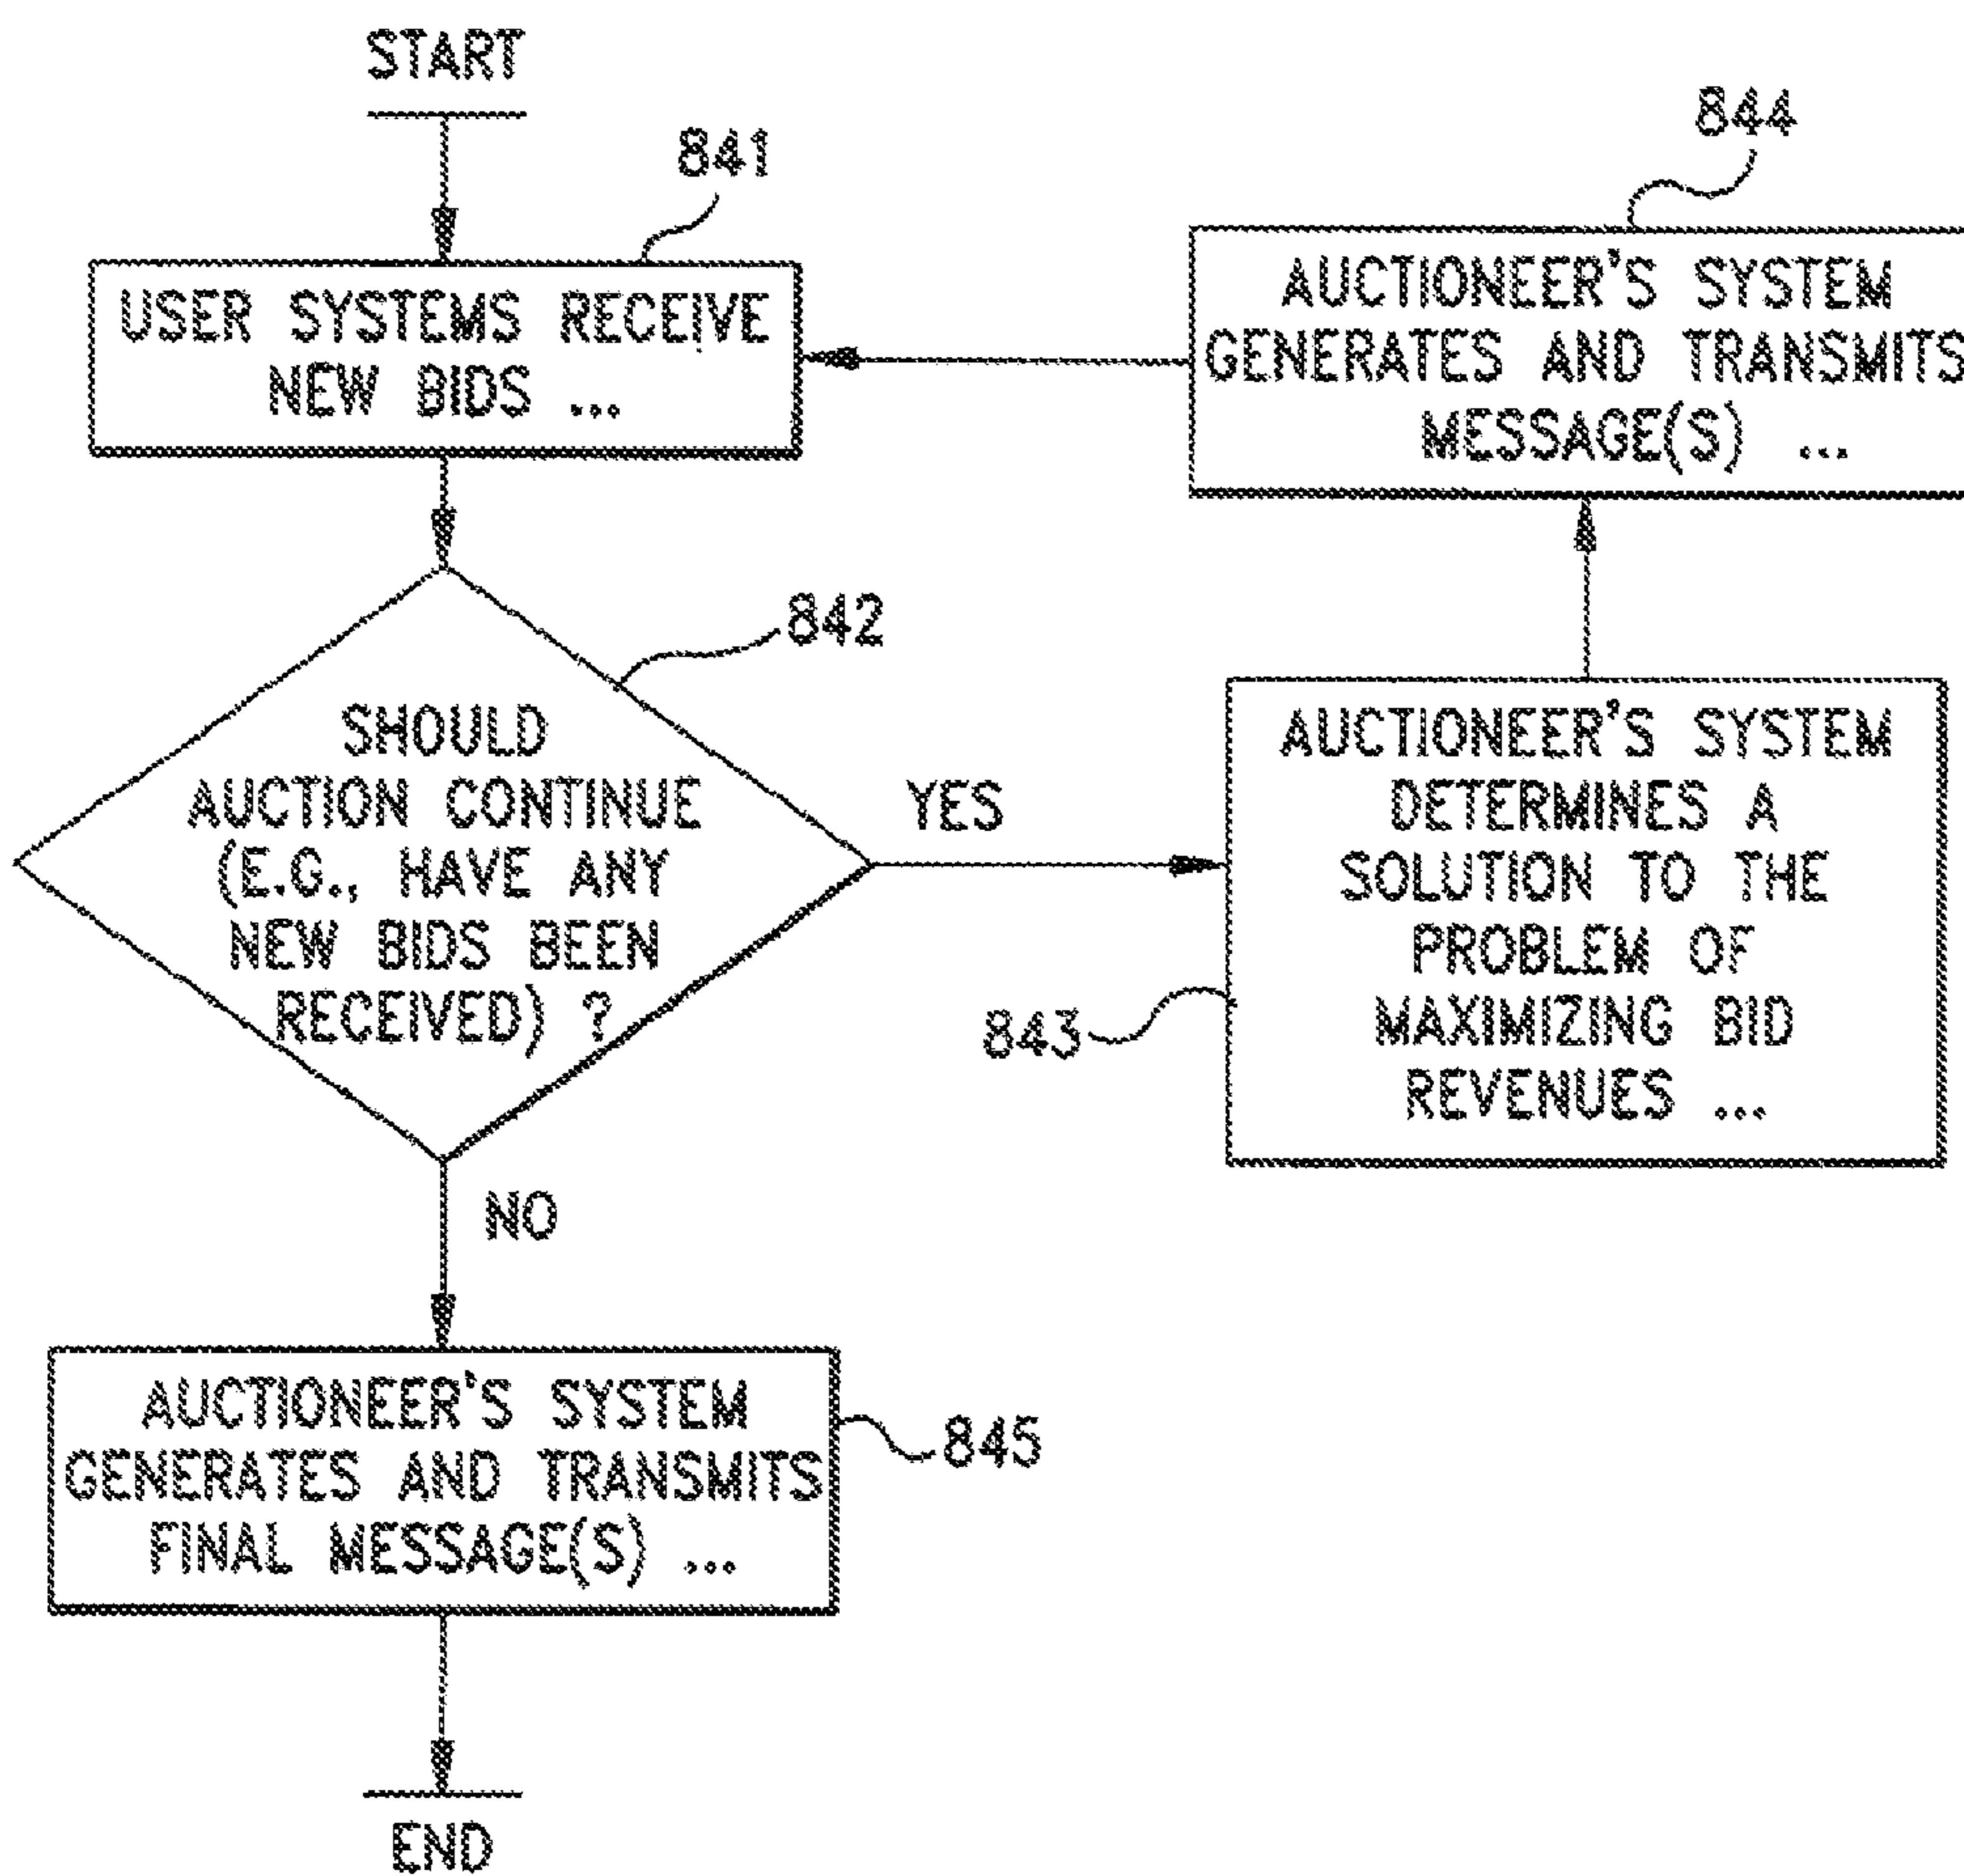 START
841
USER SYSTEMS RECEIVE
NEW BIDS ...
844
AUCTIONEER'S SYSTEM
GENERATES AND TRANSMITS
MESSAGE(S) ...
842
SHOULD
AUCTION CONTINUE
(E.G., HAVE ANY
NEW BIDS BEEN
RECEIVED) ?
YES
843
AUCTIONEER'S SYSTEM
DETERMINES A
SOLUTION TO THE
PROBLEM OF
MAXIMIZING BID
REVENUES ...
NO
AUCTIONEER'S SYSTEM
GENERATES AND TRANSMITS
FINAL MESSAGE(S) ...
845
END